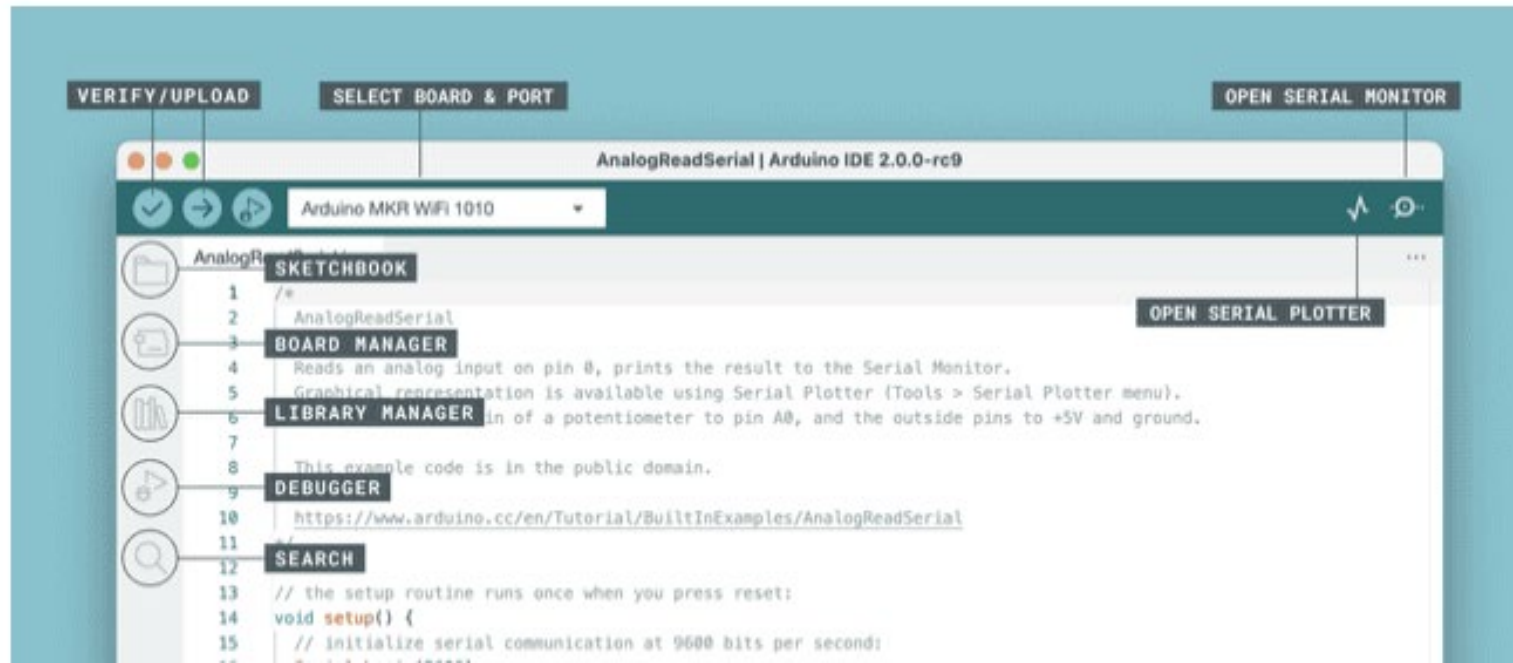 VERIFY/UPLOAD
SELECT BOARD & PORT
OPEN SERIAL MONITOR
AnalogReadSerial | Arduino IDE 2.0.0-rc9
Arduino MKR WiFi 1010
SKETCHBOOK
...
1 /*
2 AnalogReadSerial
OPEN SERIAL PLOTTER
3
BOARD MANAGER
4 Reads an analog input on pin 0, prints the result to the Serial Monitor.
5 Graphical representation is available using Serial Plotter (Tools > Serial Plotter menu).
LIBRARY MANAGER
6 of a potentiometer to pin A0, and the outside pins to +5V and ground.
7
8 This example code is in the public domain.
DEBUGGER
9
10 https://www.arduino.cc/en/Tutorial/BuiltInExamples/AnalogReadSerial
11 */
SEARCH
12
13 // the setup routine runs once when you press reset:
14 void setup() {
15 // initialize serial communication at 9600 bits per second: